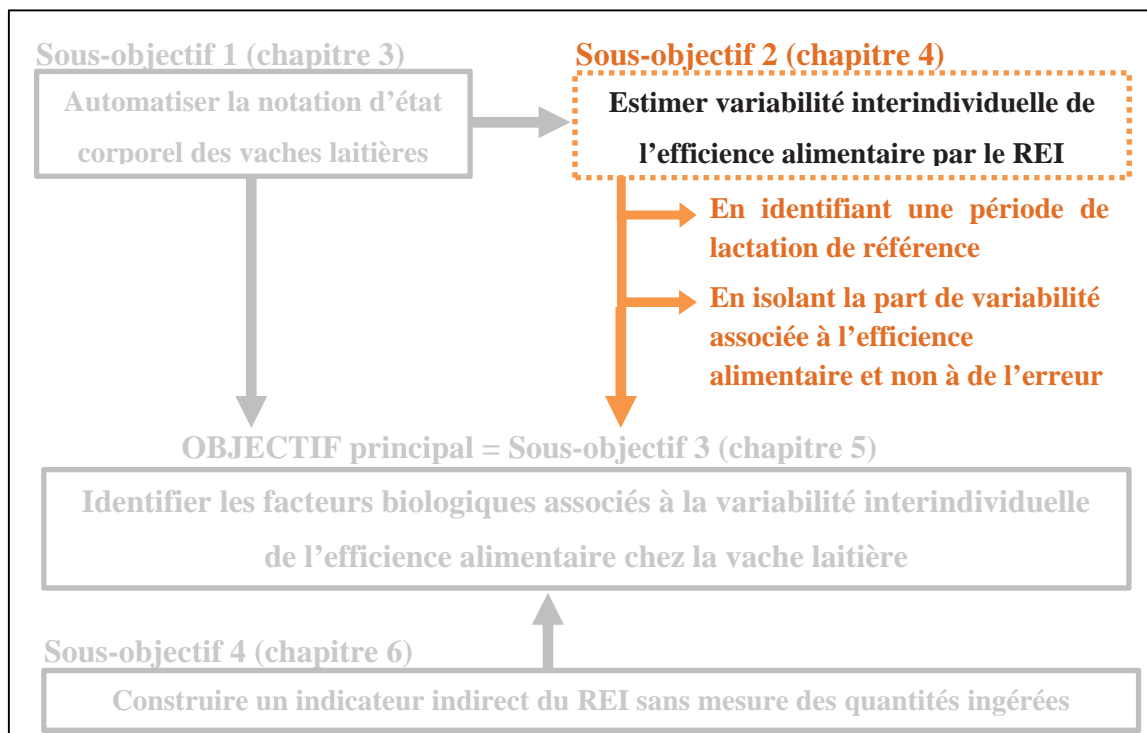 Sous-objectif 1 (chapitre 3)
Automatiser la notation d'état
corporel des vaches laitières
Sous-objectif 2 (chapitre 4)
Estimer variabilité interindividuelle de
l'efficience alimentaire par le REI
En identifiant une période de
lactation de référence
En isolant la part de variabilité
associée à l'efficience
alimentaire et non à de l'erreur
OBJECTIF principal = Sous-objectif 3 (chapitre 5)
Identifier les facteurs biologiques associés à la variabilité interindividuelle
de l'efficience alimentaire chez la vache laitière
Sous-objectif 4 (chapitre 6)
Construire un indicateur indirect du REI sans mesure des quantités ingérées